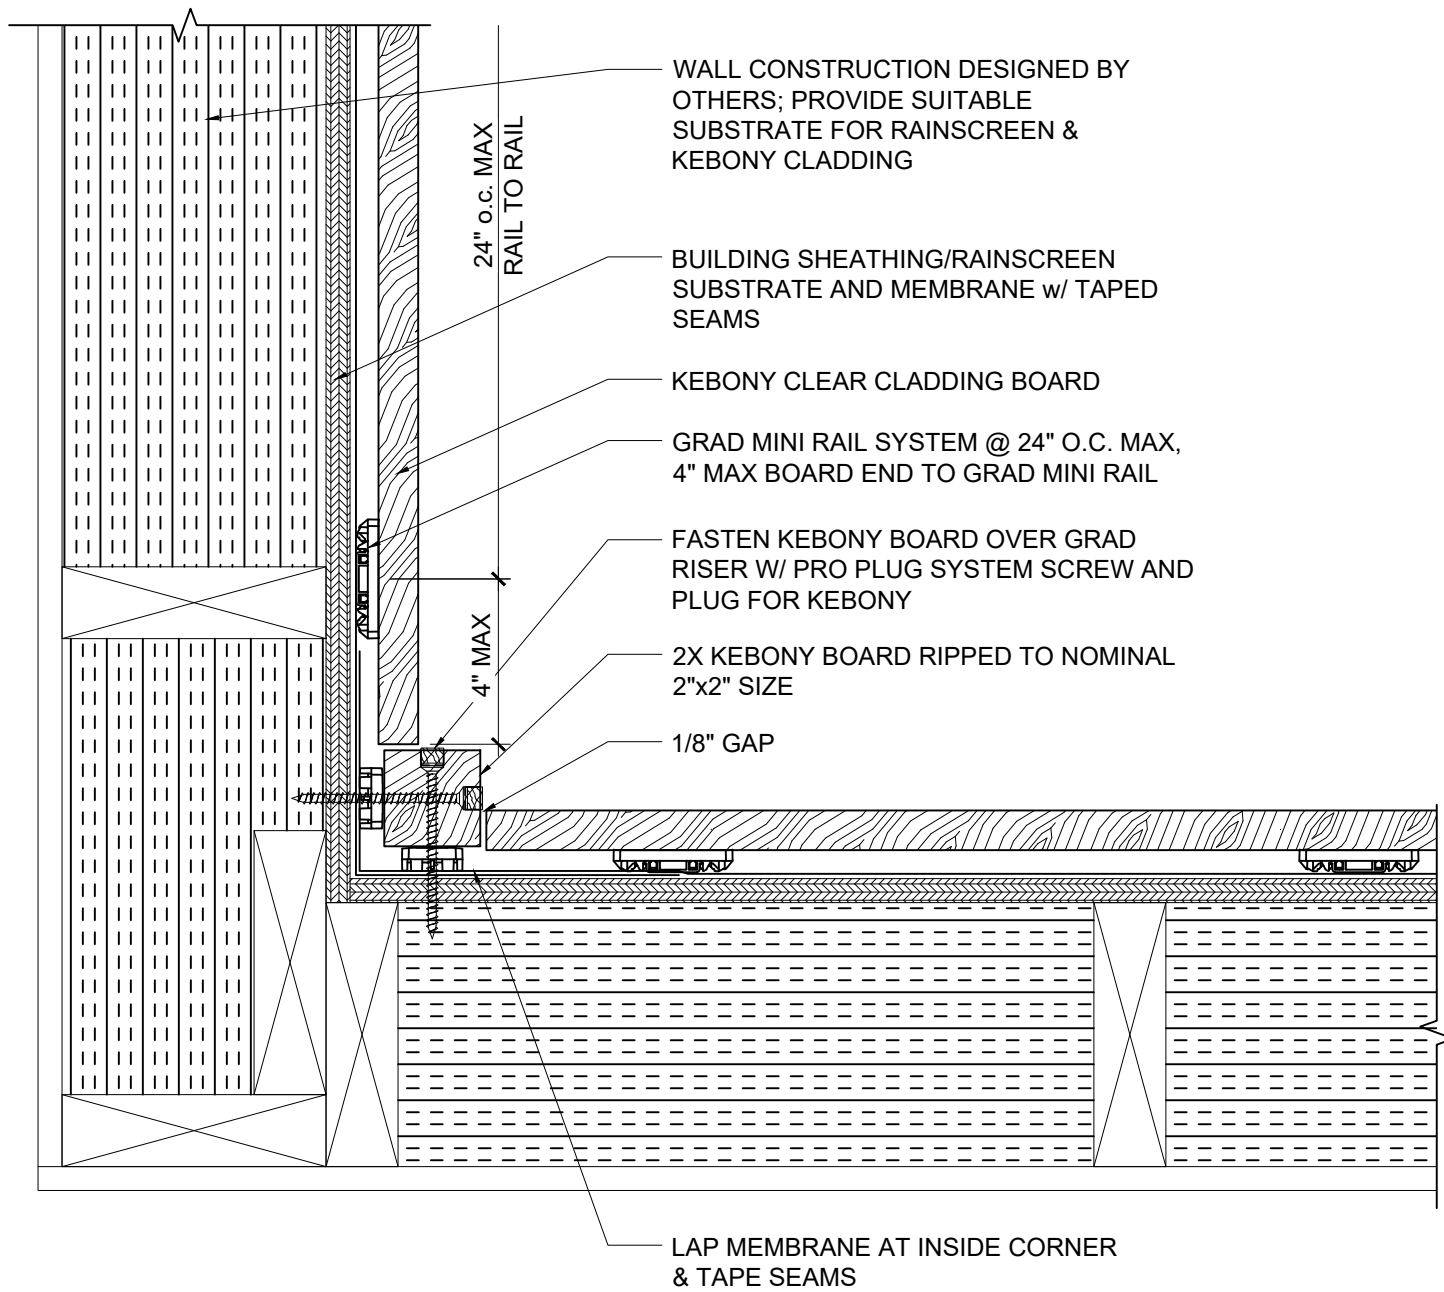 WALL CONSTRUCTION DESIGNED BY
OTHERS; PROVIDE SUITABLE
SUBSTRATE FOR RAINSCREEN &
KEBONY CLADDING
24" o.c. MAX
RAIL TO RAIL
BUILDING SHEATHING/RAINSCREEN
SUBSTRATE AND MEMBRANE w/ TAPED
SEAMS
KEBONY CLEAR CLADDING BOARD
GRAD MINI RAIL SYSTEM @ 24" O.C. MAX,
4" MAX BOARD END TO GRAD MINI RAIL
FASTEN KEBONY BOARD OVER GRAD
RISER W/ PRO PLUG SYSTEM SCREW AND
PLUG FOR KEBONY
4" MAX
2X KEBONY BOARD RIPPED TO NOMINAL
2"x2" SIZE
1/8" GAP
LAP MEMBRANE AT INSIDE CORNER
& TAPE SEAMS